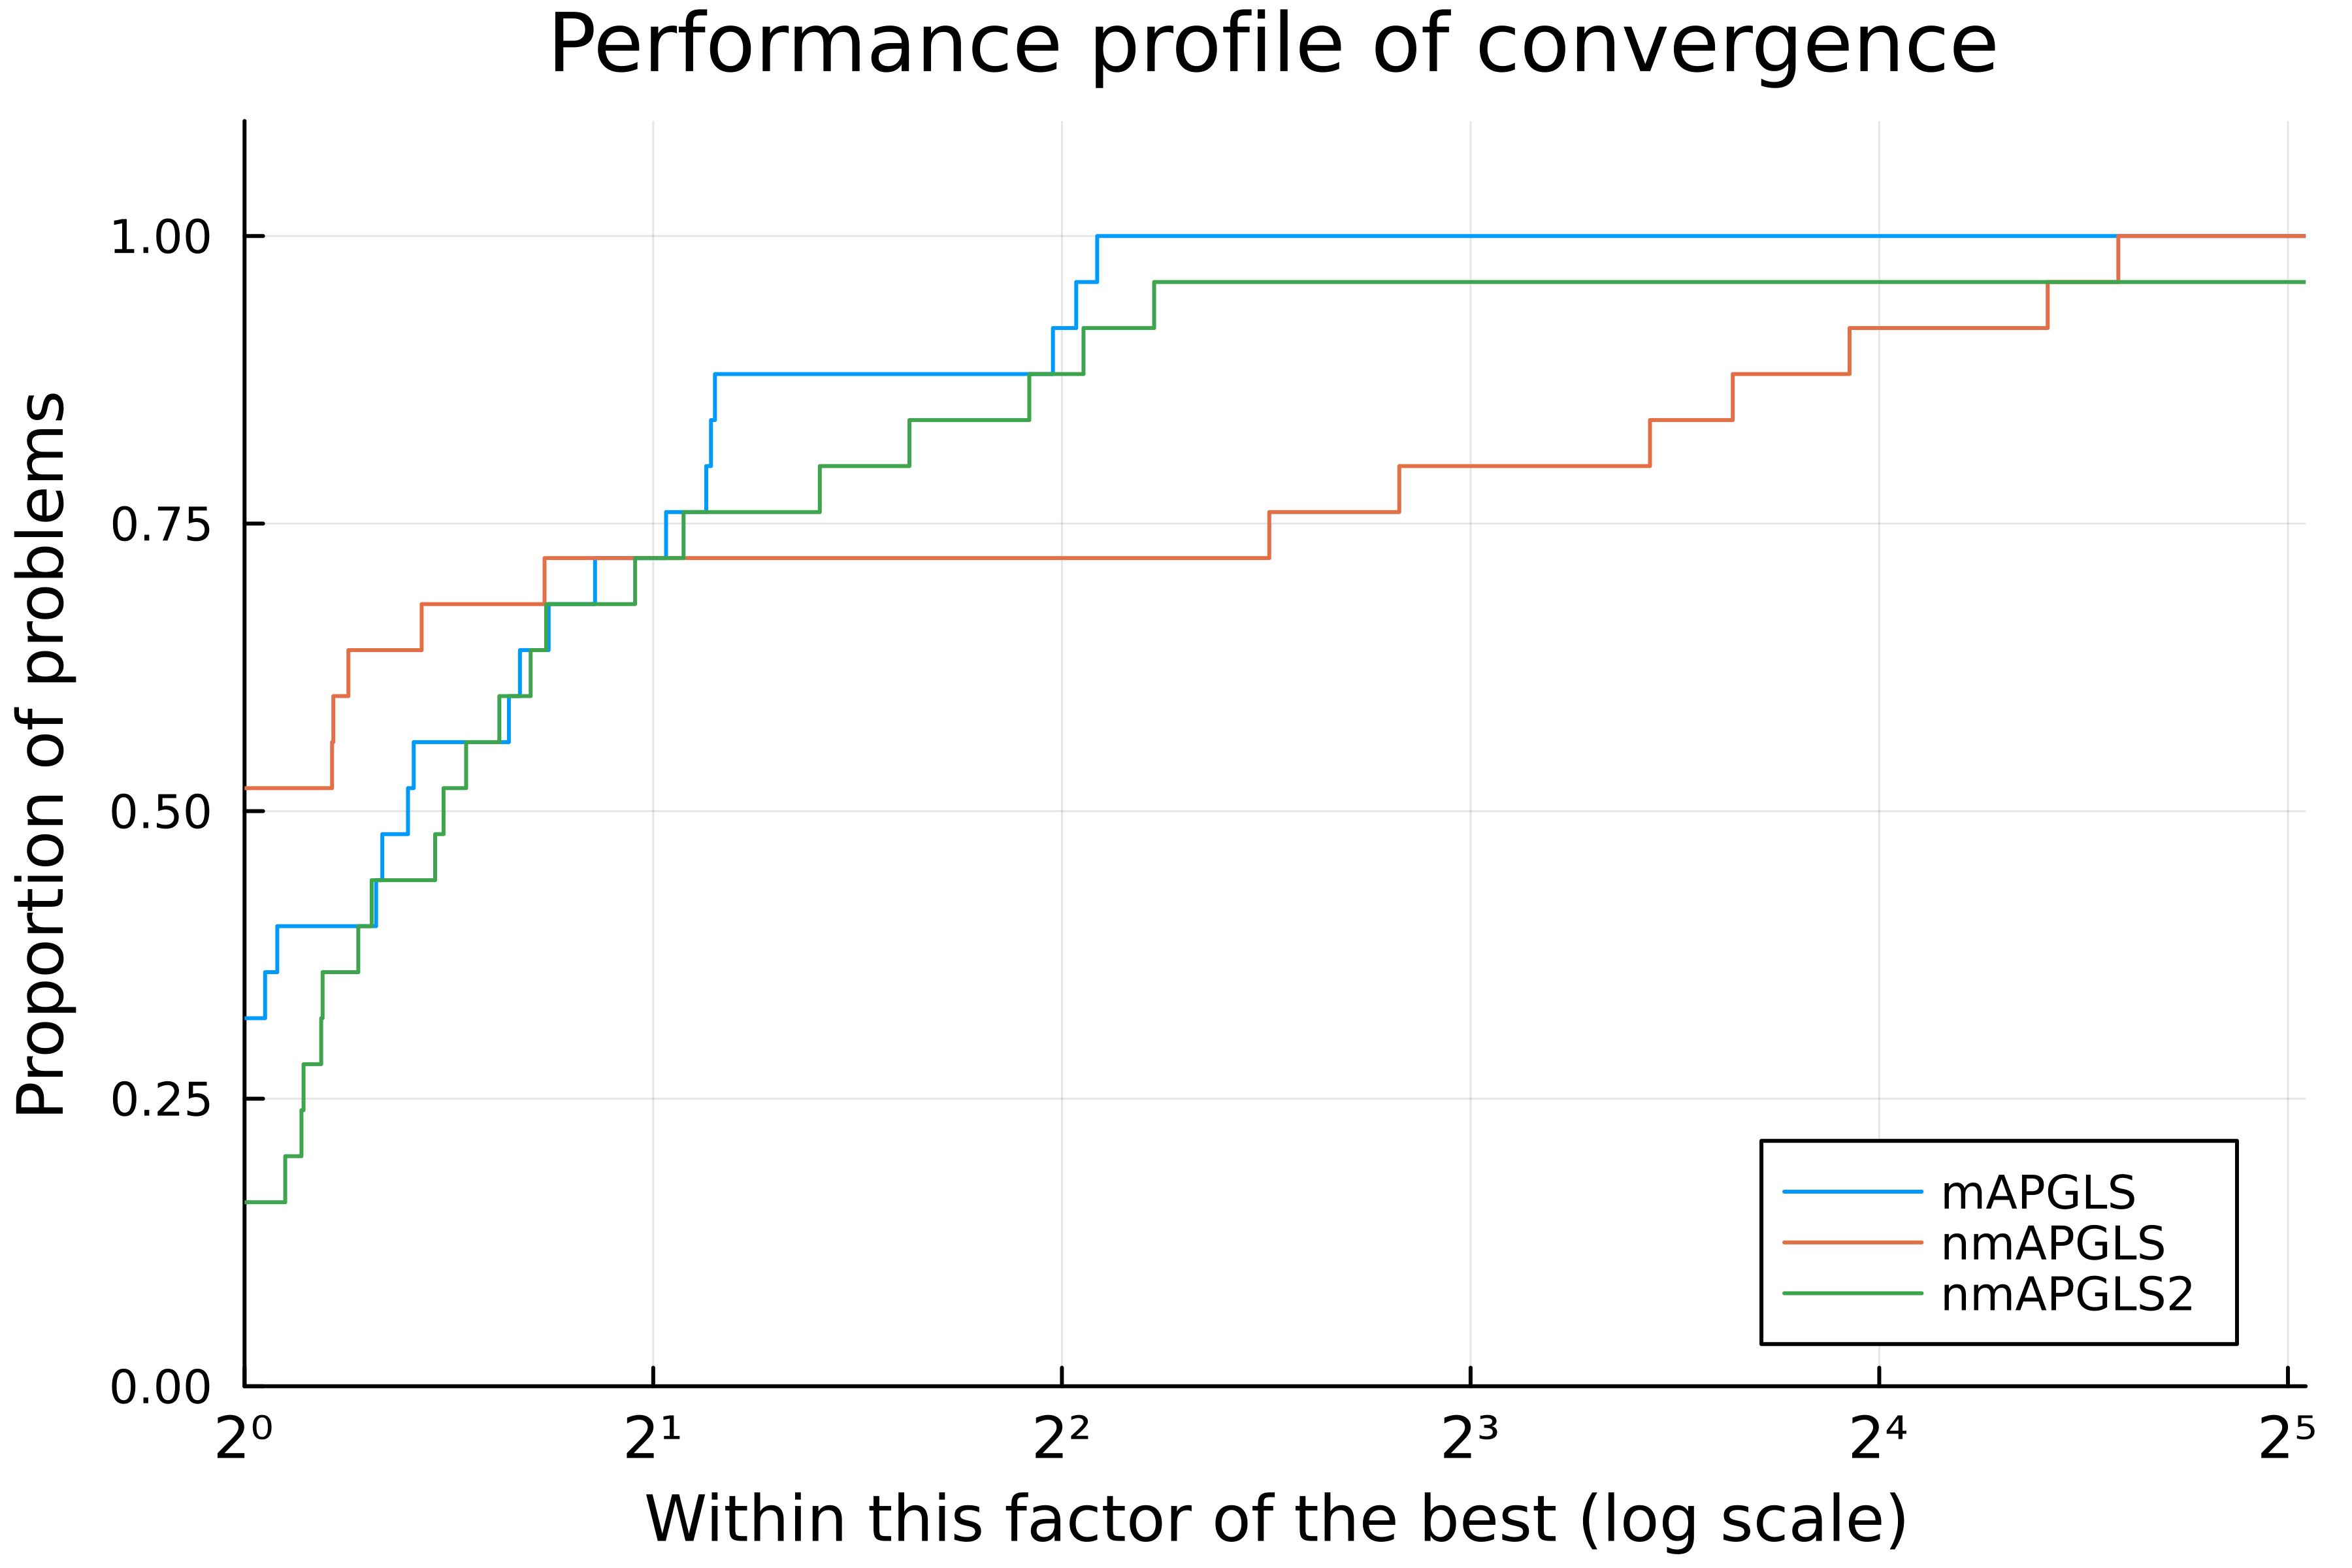 Performance profile of convergence
Proportion of problems
1.00
0.75
0.50
0.25
0.00
2⁰ 2¹ 2² 2³ 2⁴ 2⁵
Within this factor of the best (log scale)
mAPGLS
nmAPGLS
nmAPGLS2